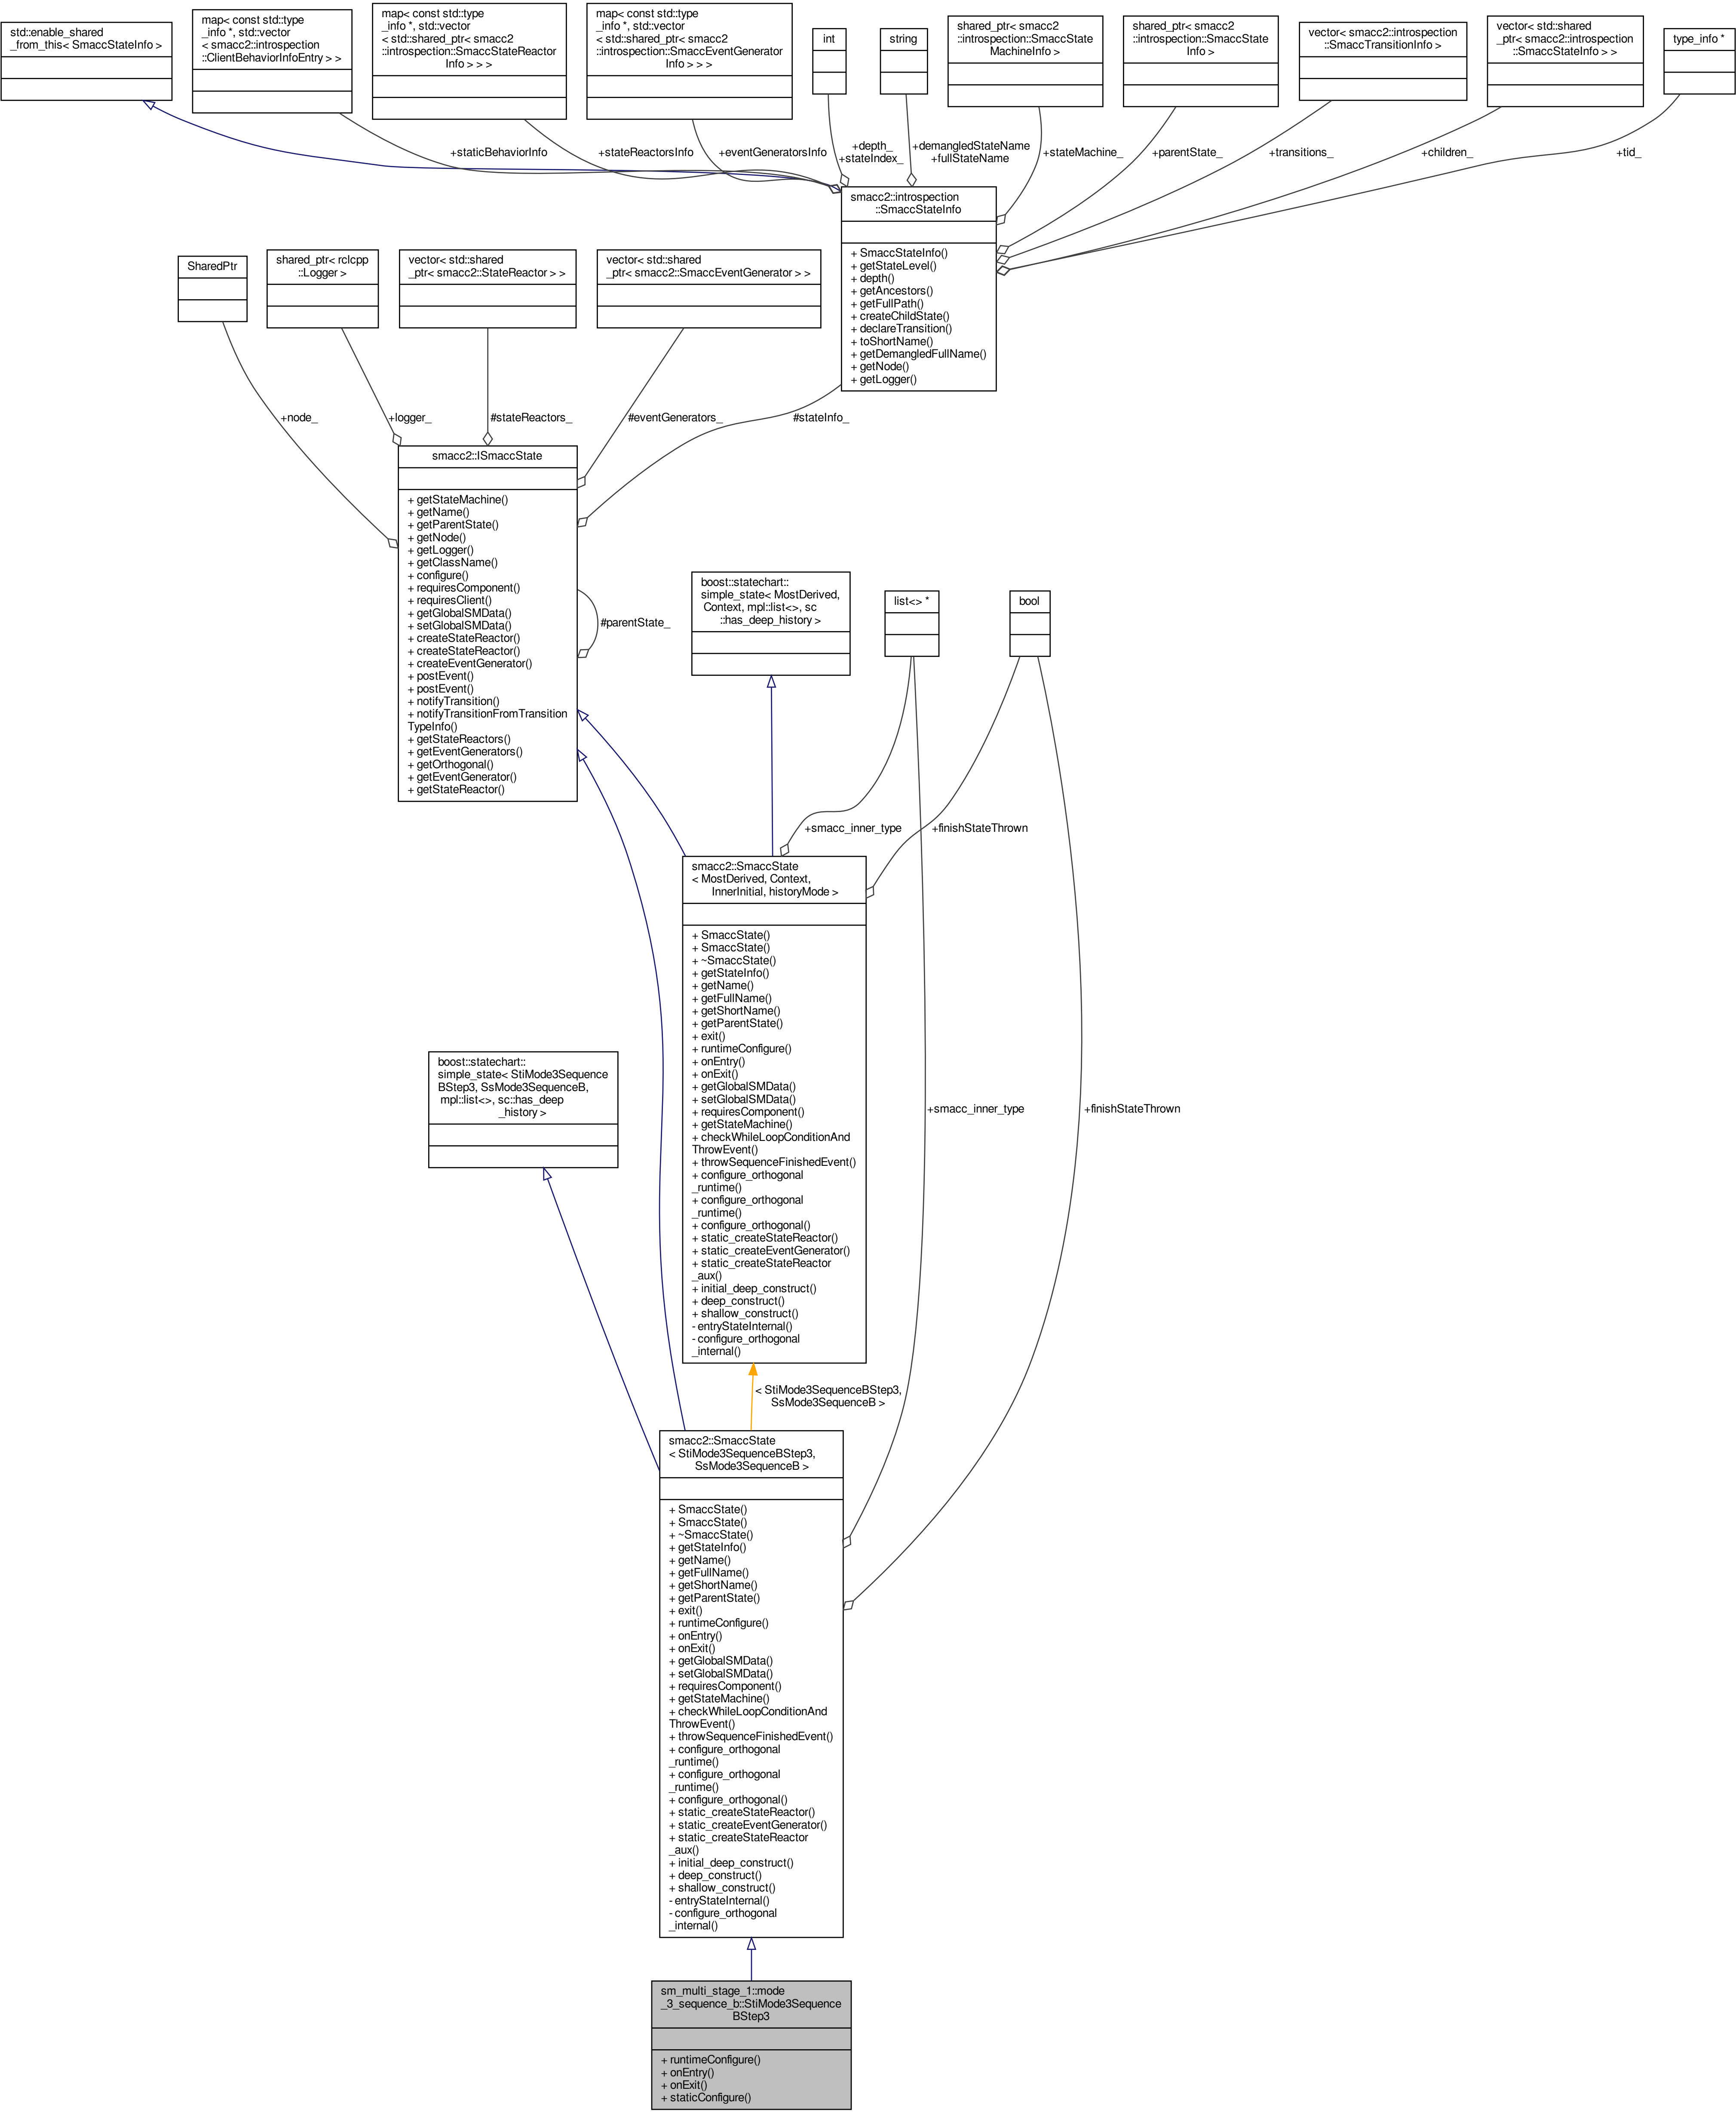 std::enable_shared
_from_this< SmaccStateInfo >
map< const std::type
_info *, std::vector
< smacc2::introspection
::ClientBehaviorInfoEntry > >
map< const std::type
_info *, std::vector
< std::shared_ptr< smacc2
::introspection::SmaccStateReactor
Info > > >
map< const std::type
_info *, std::vector
< std::shared_ptr< smacc2
::introspection::SmaccEventGenerator
Info > > >
int
string
shared_ptr< smacc2
::introspection::SmaccState
MachineInfo >
shared_ptr< smacc2
::introspection::SmaccState
Info >
vector< smacc2::introspection
::SmaccTransitionInfo >
vector< std::shared
_ptr< smacc2::introspection
::SmaccStateInfo > >
type_info *
+staticBehaviorInfo
+stateReactorsInfo
+eventGeneratorsInfo
+depth_
+stateIndex_
+demangledStateName
+fullStateName
+stateMachine_
+parentState_
+transitions_
+children_
+tid_
smacc2::introspection
::SmaccStateInfo
+ SmaccStateInfo()
+ getStateLevel()
+ depth()
+ getAncestors()
+ getFullPath()
+ createChildState()
+ declareTransition()
+ toShortName()
+ getDemangledFullName()
+ getNode()
+ getLogger()
SharedPtr
shared_ptr< rclcpp
::Logger >
vector< std::shared
_ptr< smacc2::StateReactor > >
vector< std::shared
_ptr< smacc2::SmaccEventGenerator > >
+node_
+logger_
#stateReactors_
#eventGenerators_
#stateInfo_
smacc2::ISmaccState
+ getStateMachine()
+ getName()
+ getParentState()
+ getNode()
+ getLogger()
+ getClassName()
+ configure()
+ requiresComponent()
+ requiresClient()
+ getGlobalSMData()
+ setGlobalSMData()
+ createStateReactor()
+ createStateReactor()
+ createEventGenerator()
+ postEvent()
+ postEvent()
+ notifyTransition()
+ notifyTransitionFromTransition
TypeInfo()
+ getStateReactors()
+ getEventGenerators()
+ getOrthogonal()
+ getEventGenerator()
+ getStateReactor()
#parentState_
boost::statechart::
simple_state< MostDerived,
Context, mpl::list<>, sc
::has_deep_history >
list<> *
bool
+smacc_inner_type
+finishStateThrown
smacc2::SmaccState
< MostDerived, Context,
InnerInitial, historyMode >
+ SmaccState()
+ SmaccState()
+ ~SmaccState()
+ getStateInfo()
+ getName()
+ getFullName()
+ getShortName()
+ getParentState()
+ exit()
+ runtimeConfigure()
+ onEntry()
+ onExit()
+ getGlobalSMData()
+ setGlobalSMData()
+ requiresComponent()
+ getStateMachine()
+ checkWhileLoopConditionAnd
ThrowEvent()
+ throwSequenceFinishedEvent()
+ configure_orthogonal
_runtime()
+ configure_orthogonal
_runtime()
+ configure_orthogonal()
+ static_createStateReactor()
+ static_createEventGenerator()
+ static_createStateReactor
_aux()
+ initial_deep_construct()
+ deep_construct()
+ shallow_construct()
- entryStateInternal()
- configure_orthogonal
_internal()
boost::statechart::
simple_state< StiMode3Sequence
BStep3, SsMode3SequenceB,
mpl::list<>, sc::has_deep
_history >
+smacc_inner_type
+finishStateThrown
< StiMode3SequenceBStep3,
SsMode3SequenceB >
smacc2::SmaccState
< StiMode3SequenceBStep3,
SsMode3SequenceB >
+ SmaccState()
+ SmaccState()
+ ~SmaccState()
+ getStateInfo()
+ getName()
+ getFullName()
+ getShortName()
+ getParentState()
+ exit()
+ runtimeConfigure()
+ onEntry()
+ onExit()
+ getGlobalSMData()
+ setGlobalSMData()
+ requiresComponent()
+ getStateMachine()
+ checkWhileLoopConditionAnd
ThrowEvent()
+ throwSequenceFinishedEvent()
+ configure_orthogonal
_runtime()
+ configure_orthogonal
_runtime()
+ configure_orthogonal()
+ static_createStateReactor()
+ static_createEventGenerator()
+ static_createStateReactor
_aux()
+ initial_deep_construct()
+ deep_construct()
+ shallow_construct()
- entryStateInternal()
- configure_orthogonal
_internal()
sm_multi_stage_1::mode
_3_sequence_b::StiMode3Sequence
BStep3
+ runtimeConfigure()
+ onEntry()
+ onExit()
+ staticConfigure()